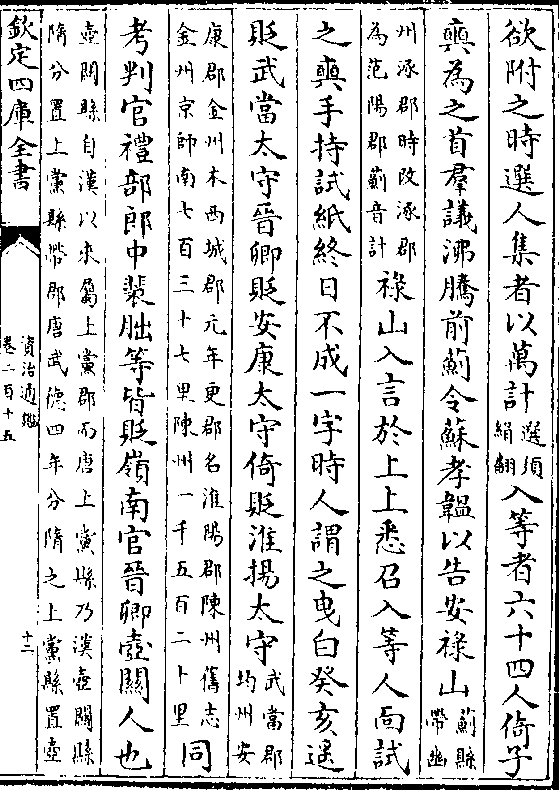 欲附之時選人集者以萬計選須絹翻入等者六十四人倚子
奭為之首羣議沸騰前薊令蘇孝韞以告安禄山薊縣帶幽
州涿郡時改涿郡為范陽郡薊音計禄山入言於上上悉召入等人面試
之奭手持試紙終日不成一字時人謂之曳白癸亥遥
貶武當太守晉卿貶安康太守倚貶淮揚太守武當郡均州安
康郡金州本西城郡元年更郡名淮陽郡陳州舊志金州京師南七百三十七里陳州一千五百二卜里同
考判官禮部郎中裴朏等皆貶嶺南官晉卿壺關人也
壺關縣自漢以來屬上黨郡而唐上黨縣乃漢壺關縣
隋分置上黨縣帶郡唐武德四年分隋之上黨縣置壺
欽定四庫全書
資治通鑑
卷二百十五
十二